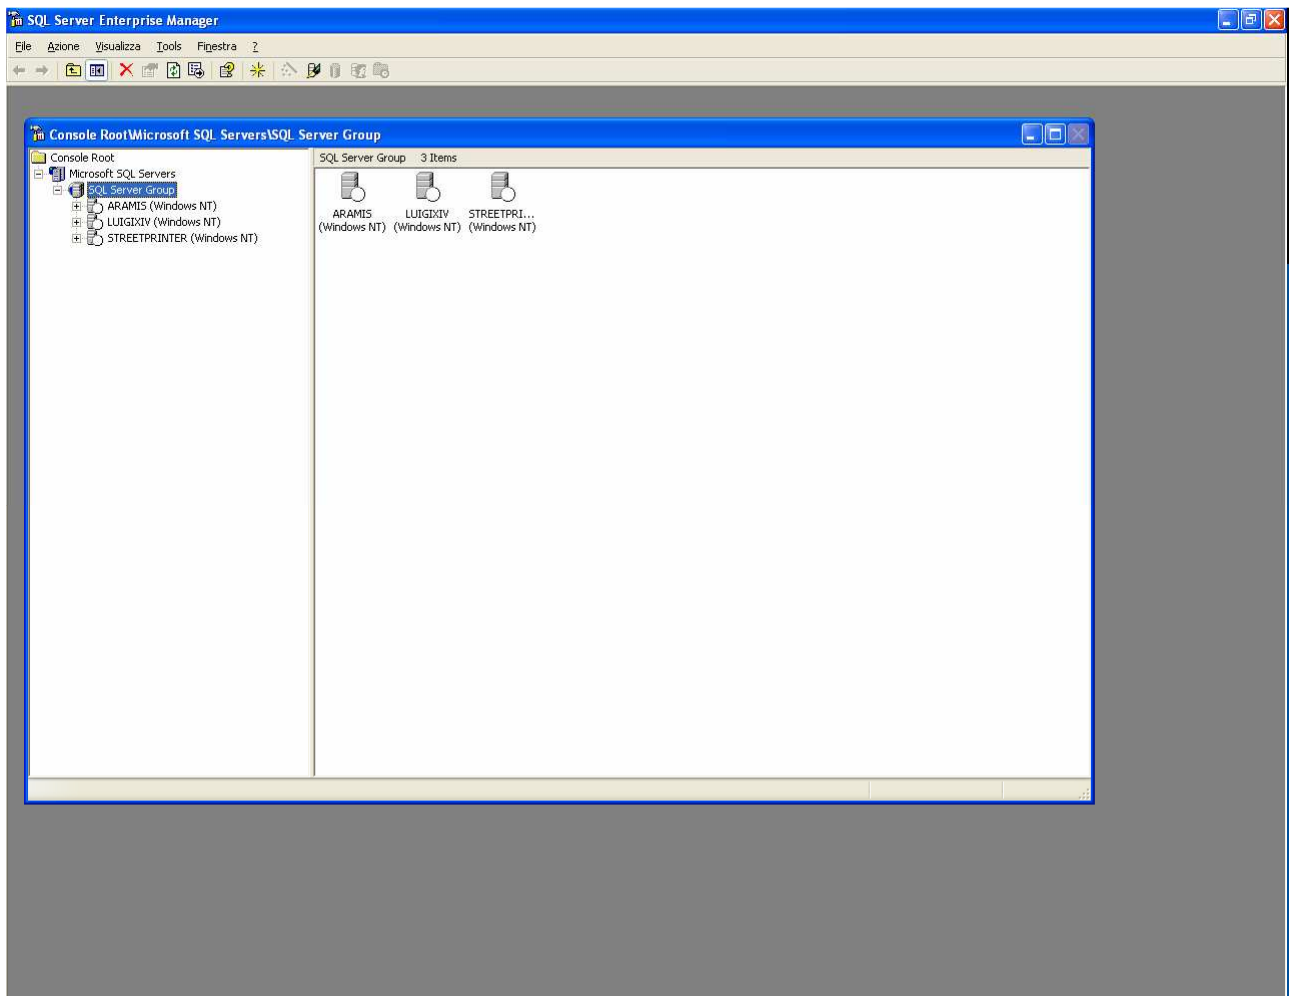 SQL Server Enterprise Manager
File Azione Visualizza Tools Finestra ?
Console Root\Microsoft SQL Servers\SQL Server Group
Console Root
Microsoft SQL Servers
SQL Server Group
ARAMIS (Windows NT)
LUIGIXIV (Windows NT)
STREETPRINTER (Windows NT)
SQL Server Group 3 Items
ARAMIS LUIGIXIV STREETPRI...
(Windows NT) (Windows NT) (Windows NT)